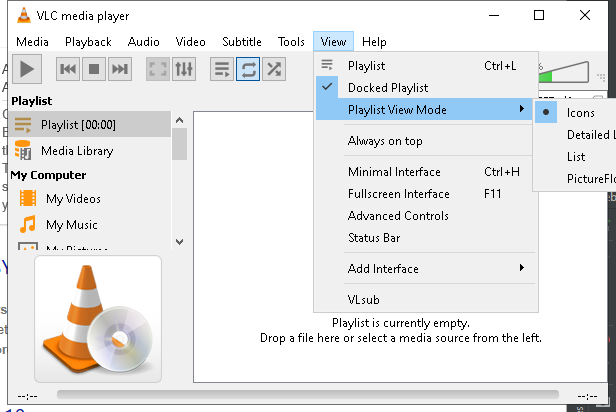 VLC media player
Media Playback Audio Video Subtitle Tools View Help
Playlist
Playlist [00:00]
Media Library
My Computer
My Videos
My Music
My Pictures
Playlist Ctrl+L
Docked Playlist
Playlist View Mode
Always on top
Minimal Interface Ctrl+H
Fullscreen Interface F11
Advanced Controls
Status Bar
Add Interface
VLsub
Icons
Detailed L
List
PictureFlo
%
Playlist is currently empty.
Drop a file here or select a media source from the left.
--:-- --:--